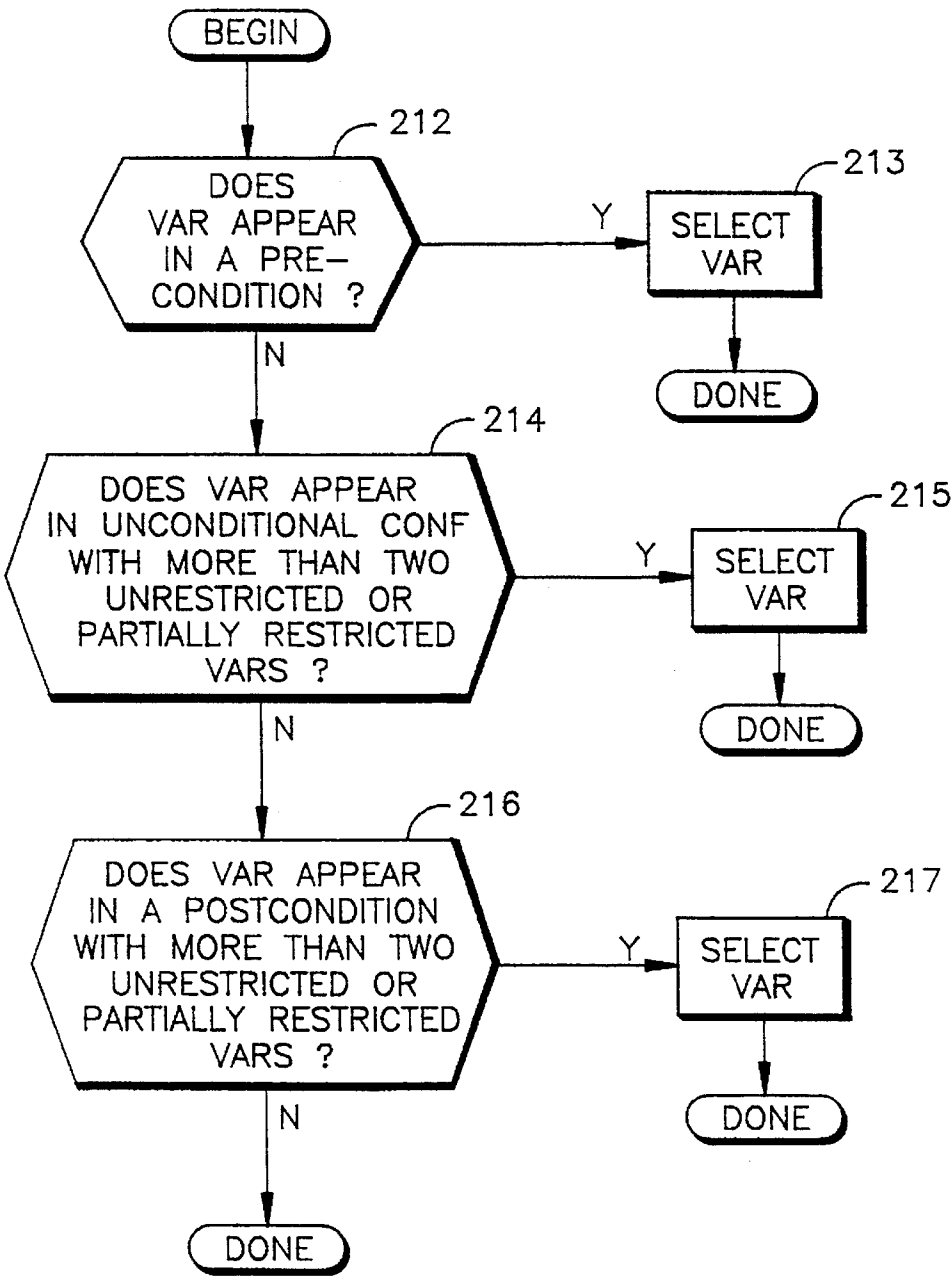 BEGIN
212
DOES
VAR APPEAR
IN A PRE-
CONDITION ?
Y
213
SELECT
VAR
DONE
N
214
DOES VAR APPEAR
IN UNCONDITIONAL CONF
WITH MORE THAN TWO
UNRESTRICTED OR
PARTIALLY RESTRICTED
VARS ?
Y
215
SELECT
VAR
DONE
N
216
DOES VAR APPEAR
IN A POSTCONDITION
WITH MORE THAN TWO
UNRESTRICTED OR
PARTIALLY RESTRICTED
VARS ?
Y
217
SELECT
VAR
DONE
N
DONE